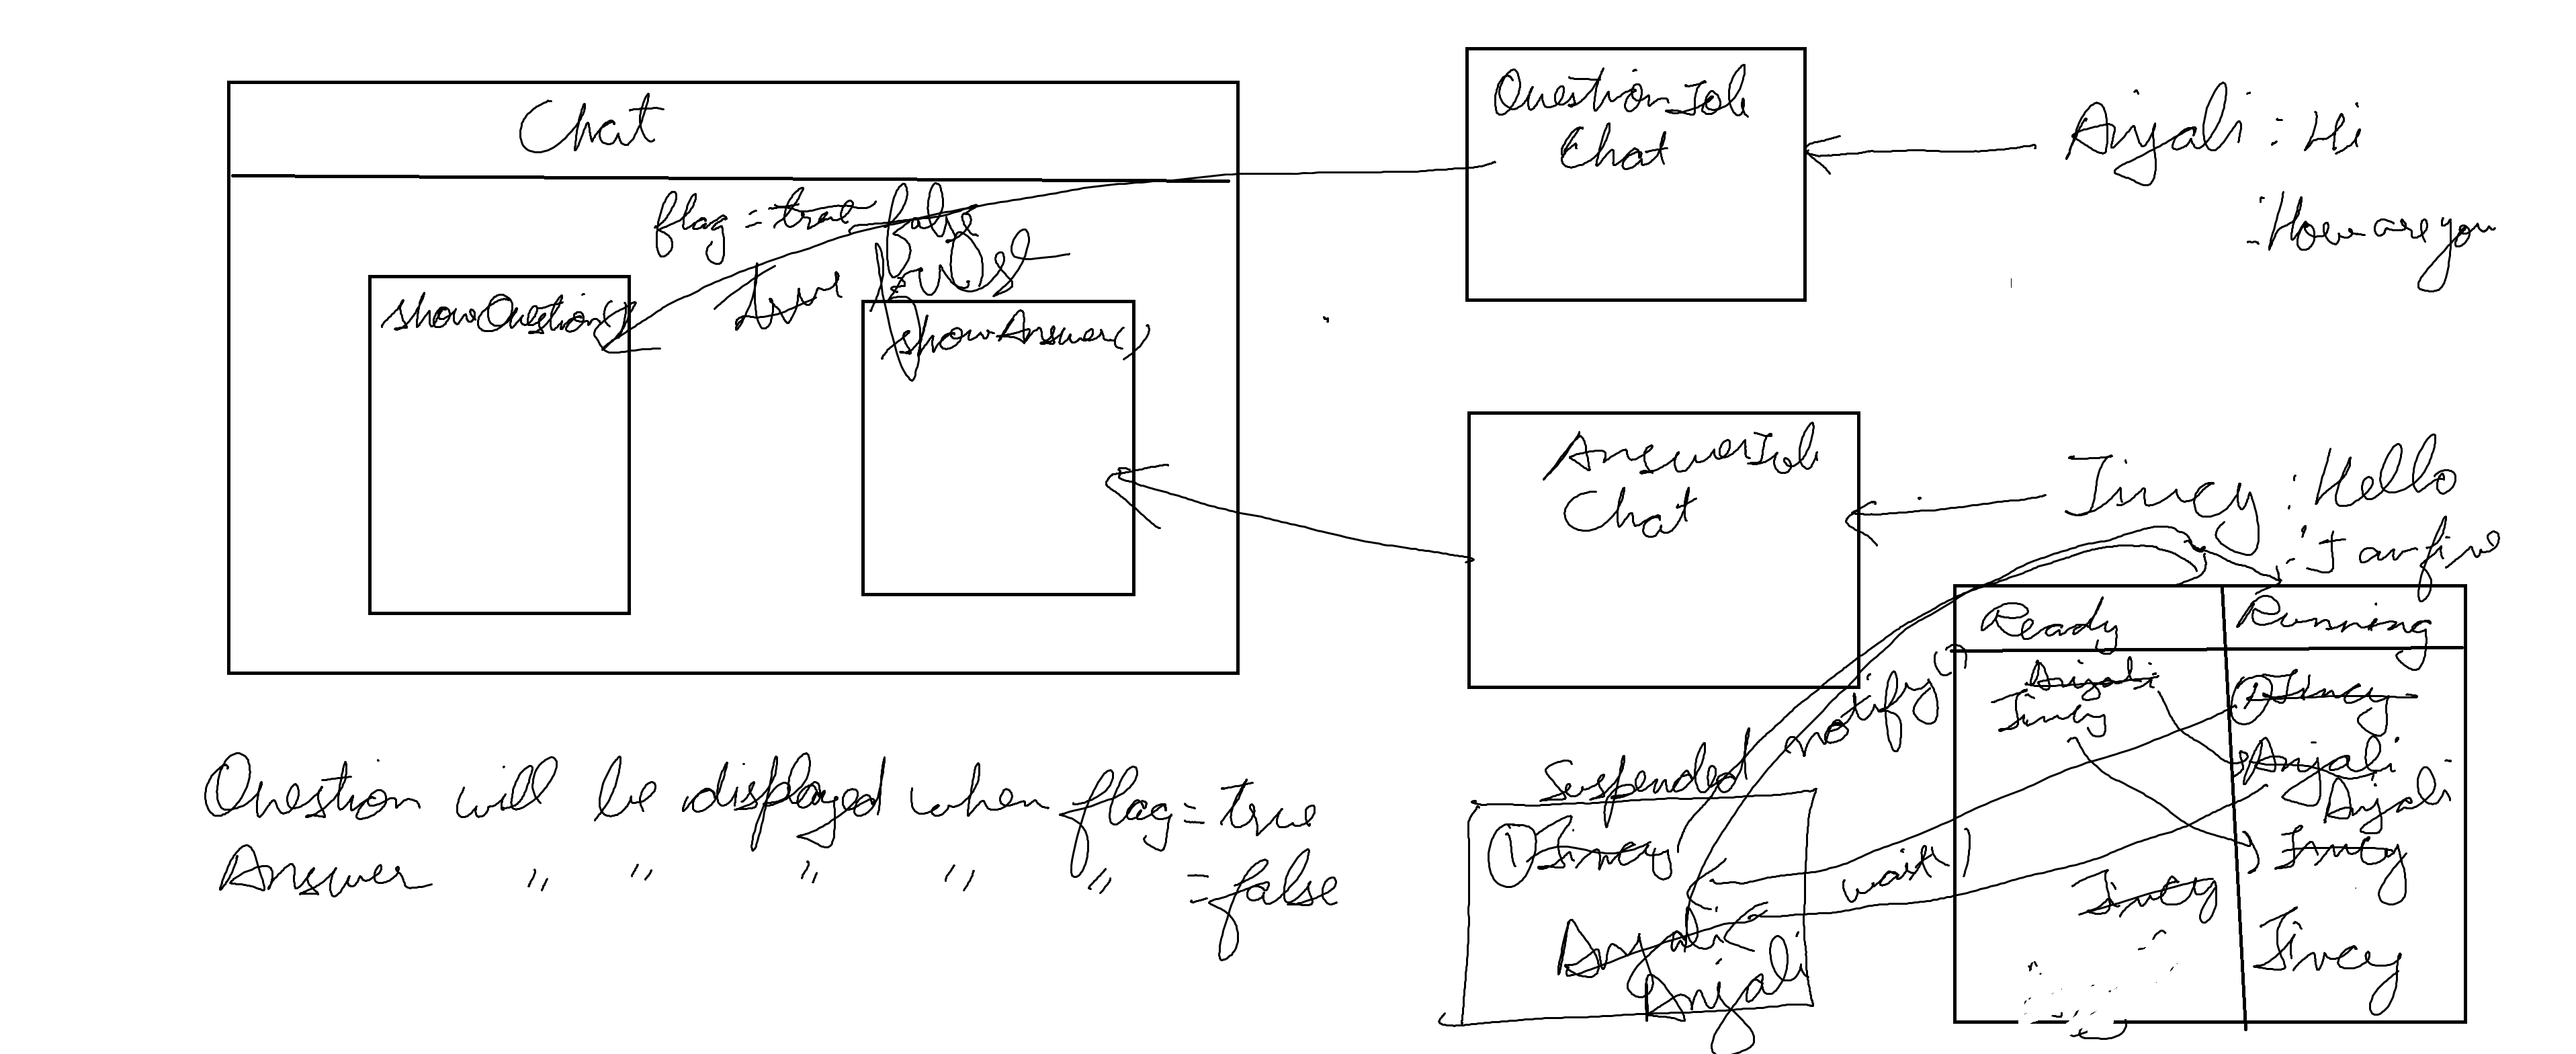 Chat
flag = true false
true false
showQuestion()
showAnswer()
QuestionJob
Chat
Anjali : Hi
: How are you
AnswerJob
Chat
Jincy : Hello
: I am fine
Question will be displayed when flag = true
Answer " " " " " = false
Suspended
notify()
wait()
① Jincy
Anjali
Anjali
Ready
Running
Anjali
Jincy
Jincy
① Jincy
Anjali
Anjali
Jincy
Jincy